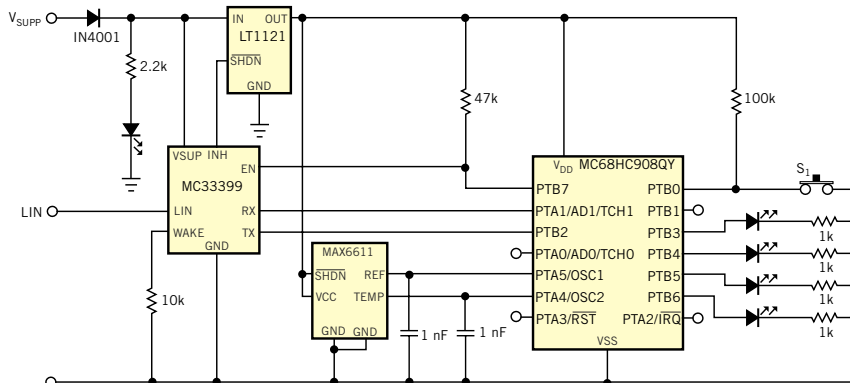 V_SUPP
IN4001
2.2k
IN OUT
LT1121
SHDN
GND
47k
100k
VSUP INH
EN
MC33399
LIN
LIN RX
WAKE TX
GND
10k
MAX6611
SHDN REF
VCC TEMP
GND GND
1 nF
1 nF
V_DD MC68HC908QY
PTB7 PTB0
PTA1/AD1/TCH1 PTB1
PTB2 PTB3
PTA0/AD0/TCH0 PTB4
PTA5/OSC1 PTB5
PTA4/OSC2 PTB6
PTA3/RST PTA2/IRQ
VSS
S1
1k
1k
1k
1k